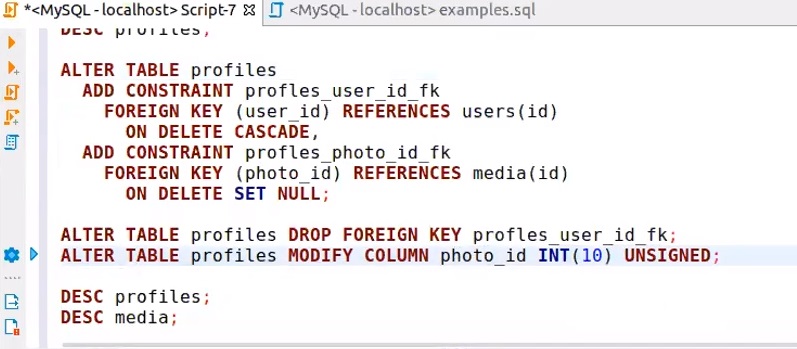 *<MySQL - localhost> Script-7
<MySQL - localhost> examples.sql
DESC profiles;
ALTER TABLE profiles
ADD CONSTRAINT profles_user_id_fk
FOREIGN KEY (user_id) REFERENCES users(id)
ON DELETE CASCADE,
ADD CONSTRAINT profles_photo_id_fk
FOREIGN KEY (photo_id) REFERENCES media(id)
ON DELETE SET NULL;
ALTER TABLE profiles DROP FOREIGN KEY profles_user_id_fk;
ALTER TABLE profiles MODIFY COLUMN photo_id INT(10) UNSIGNED;
DESC profiles;
DESC media;